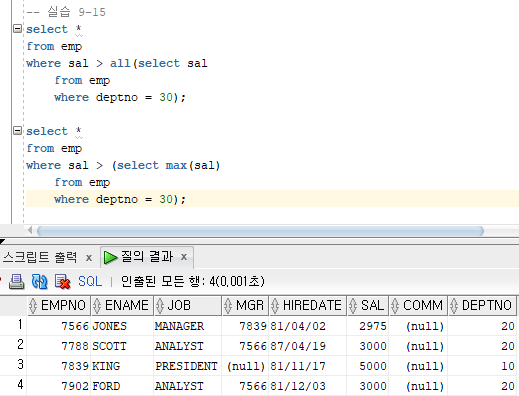 -- 실습 9-15
select *
from emp
where sal > all(select sal
from emp
where deptno = 30);
select *
from emp
where sal > (select max(sal)
from emp
where deptno = 30);
스크립트 출력 x 질의 결과 x
SQL | 인출된 모든 행: 4(0,001초)
EMPNO ENAME JOB MGR HIREDATE SAL COMM DEPTNO
1 7566 JONES MANAGER 7839 81/04/02 2975 (null) 20
2 7788 SCOTT ANALYST 7566 87/04/19 3000 (null) 20
3 7839 KING PRESIDENT (null) 81/11/17 5000 (null) 10
4 7902 FORD ANALYST 7566 81/12/03 3000 (null) 20